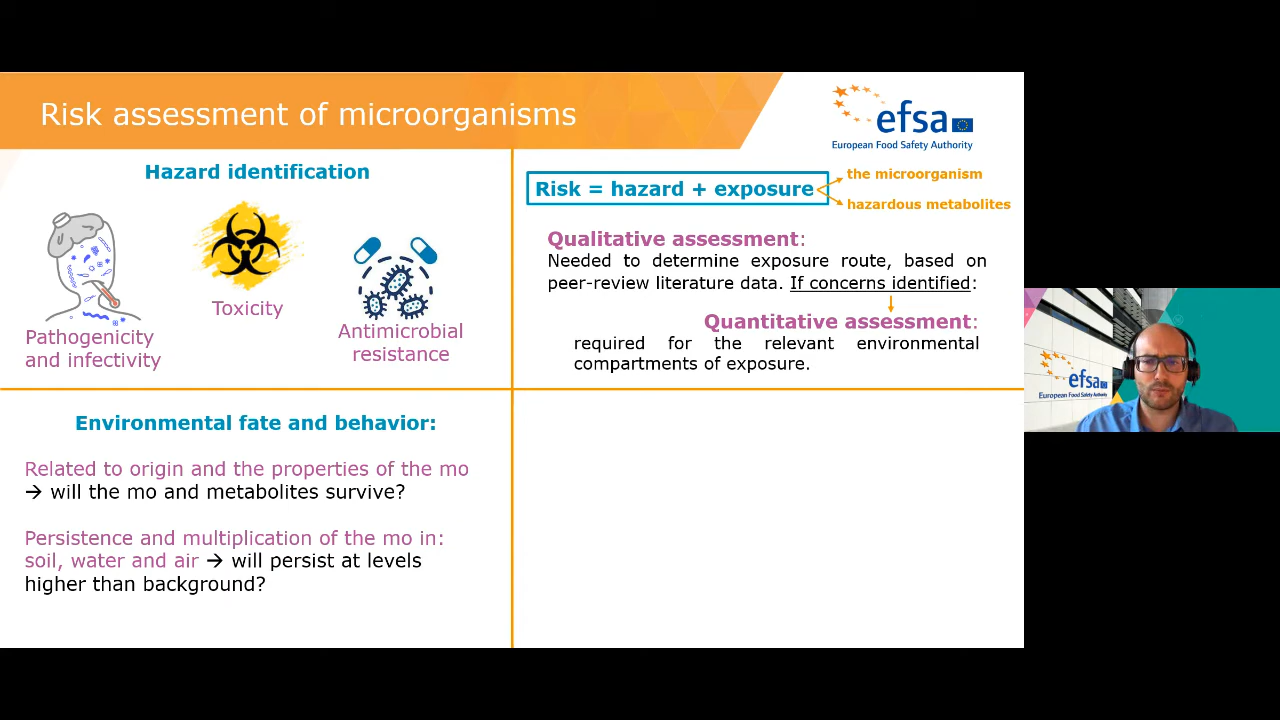 Risk assessment of microorganisms
efsa
European Food Safety Authority
Hazard identification
Pathogenicity
and infectivity
Toxicity
Antimicrobial
resistance
Risk = hazard + exposure
the microorganism
hazardous metabolites
Qualitative assessment:
Needed to determine exposure route, based on
peer-review literature data. If concerns identified:
Quantitative assessment:
required for the relevant environmental
compartments of exposure.
Environmental fate and behavior:
Related to origin and the properties of the mo
→ will the mo and metabolites survive?
Persistence and multiplication of the mo in:
soil, water and air → will persist at levels
higher than background?
efsa
European Food Safety Authority